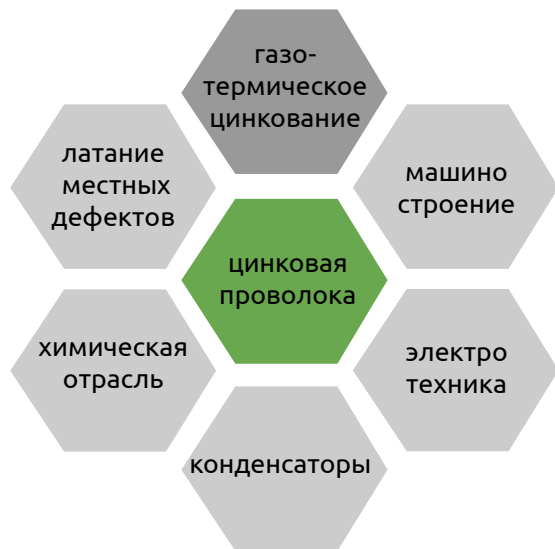 газо-
термическое
цинкование
латание
местных
дефектов
машино
строение
цинковая
проволока
химическая
отрасль
электро
техника
конденсаторы